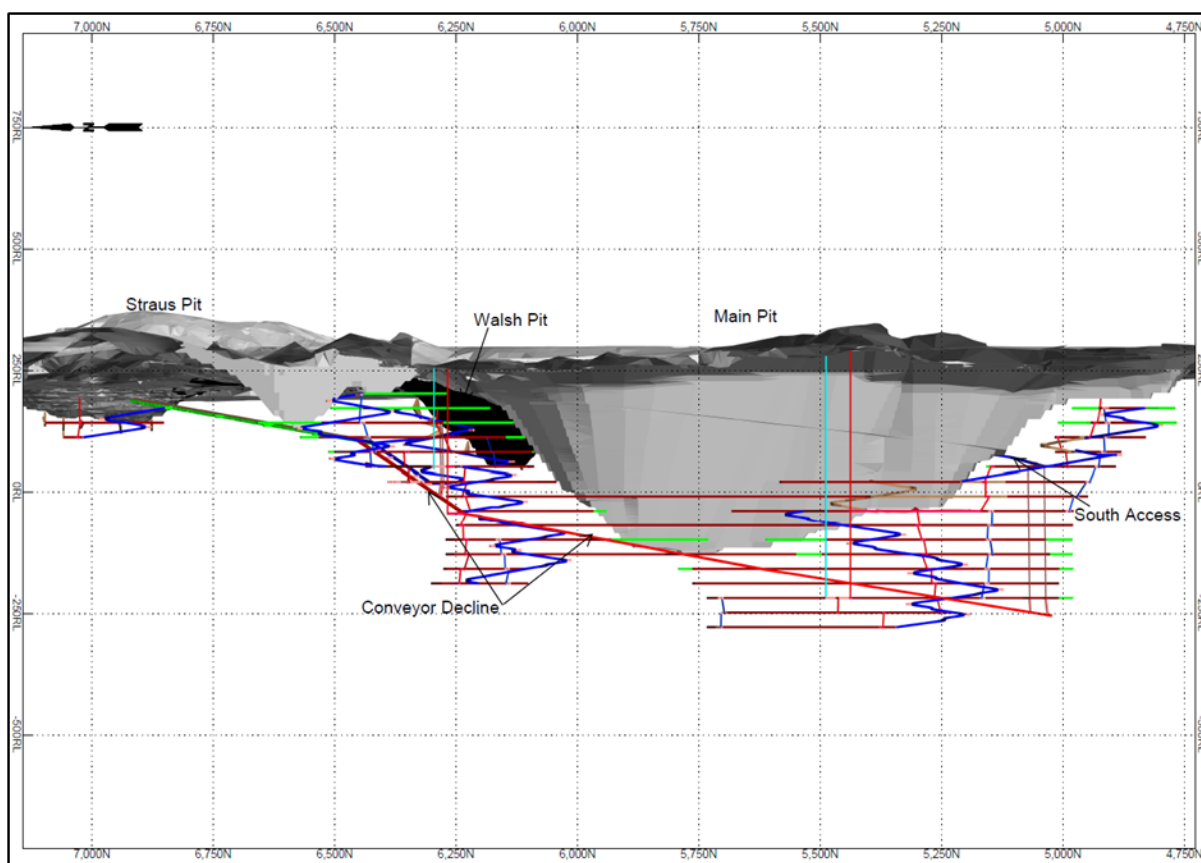 7,000N 6,750N 6,500N 6,250N 6,000N 5,750N 5,500N 5,250N 5,000N 4,750N
750RL
N
500RL
Straus Pit
Walsh Pit
Main Pit
250RL
0RL
South Access
Conveyor Decline
-250RL
-500RL
7,000N 6,750N 6,500N 6,250N 6,000N 5,750N 5,500N 5,250N 5,000N 4,750N